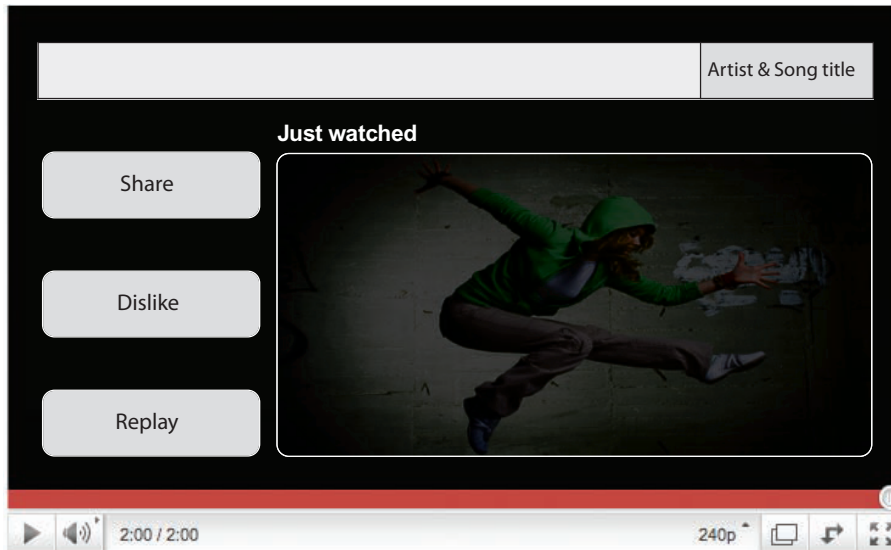 Artist & Song title
Just watched
Share
Dislike
Replay
2:00 / 2:00
240p